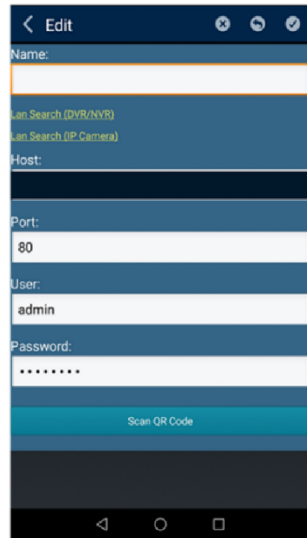 Edit
Name:
Lan Search (DVR/NVR)
Lan Search (IP Camera)
Host:
Port:
80
User:
admin
Password:
••••••••
Scan QR Code